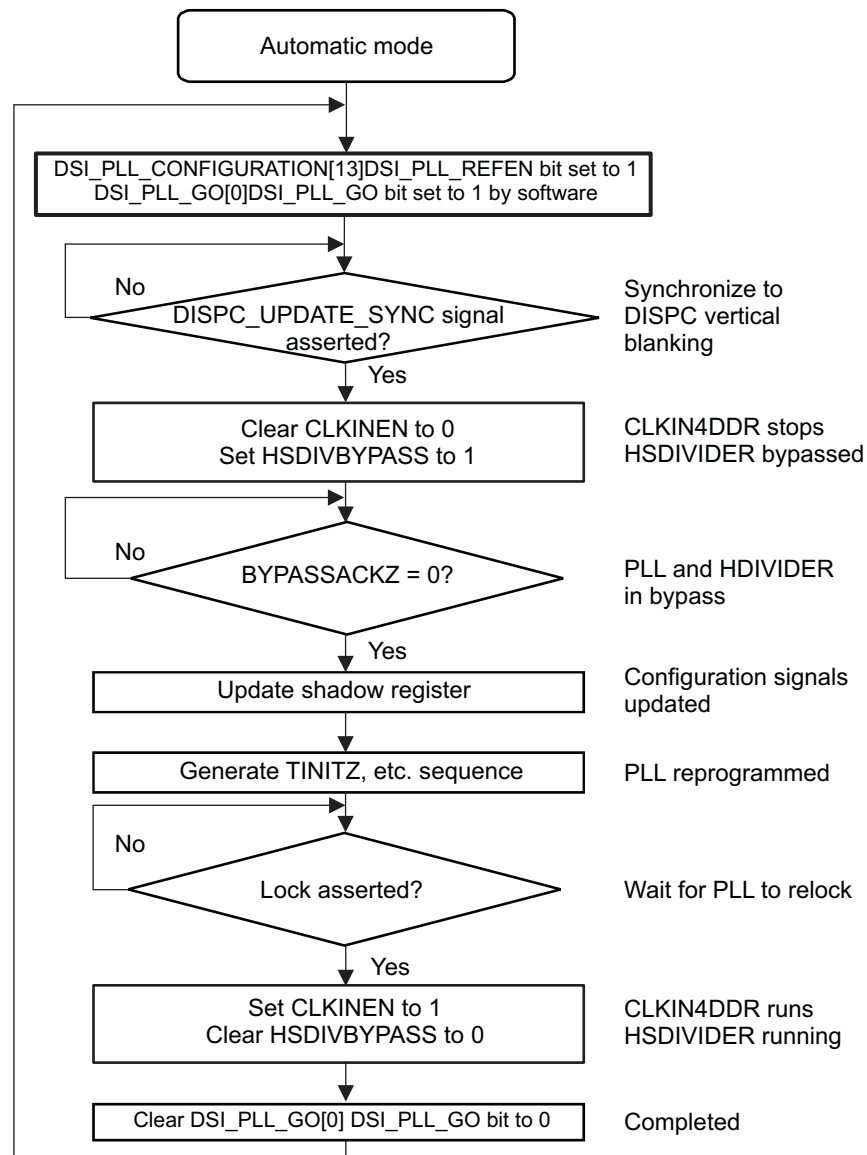 Automatic mode
DSI_PLL_CONFIGURATION[13]DSI_PLL_REFEN bit set to 1
DSI_PLL_GO[0]DSI_PLL_GO bit set to 1 by software
No
DISPC_UPDATE_SYNC signal
asserted?
Synchronize to
DISPC vertical
blanking
Yes
Clear CLKINEN to 0
Set HSDIVBYPASS to 1
CLKIN4DDR stops
HSDIVIDER bypassed
No
BYPASSACKZ = 0?
PLL and HDIVIDER
in bypass
Yes
Update shadow register
Configuration signals
updated
Generate TINITZ, etc. sequence
PLL reprogrammed
No
Lock asserted?
Wait for PLL to relock
Yes
Set CLKINEN to 1
Clear HSDIVBYPASS to 0
CLKIN4DDR runs
HSDIVIDER running
Clear DSI_PLL_GO[0] DSI_PLL_GO bit to 0
Completed